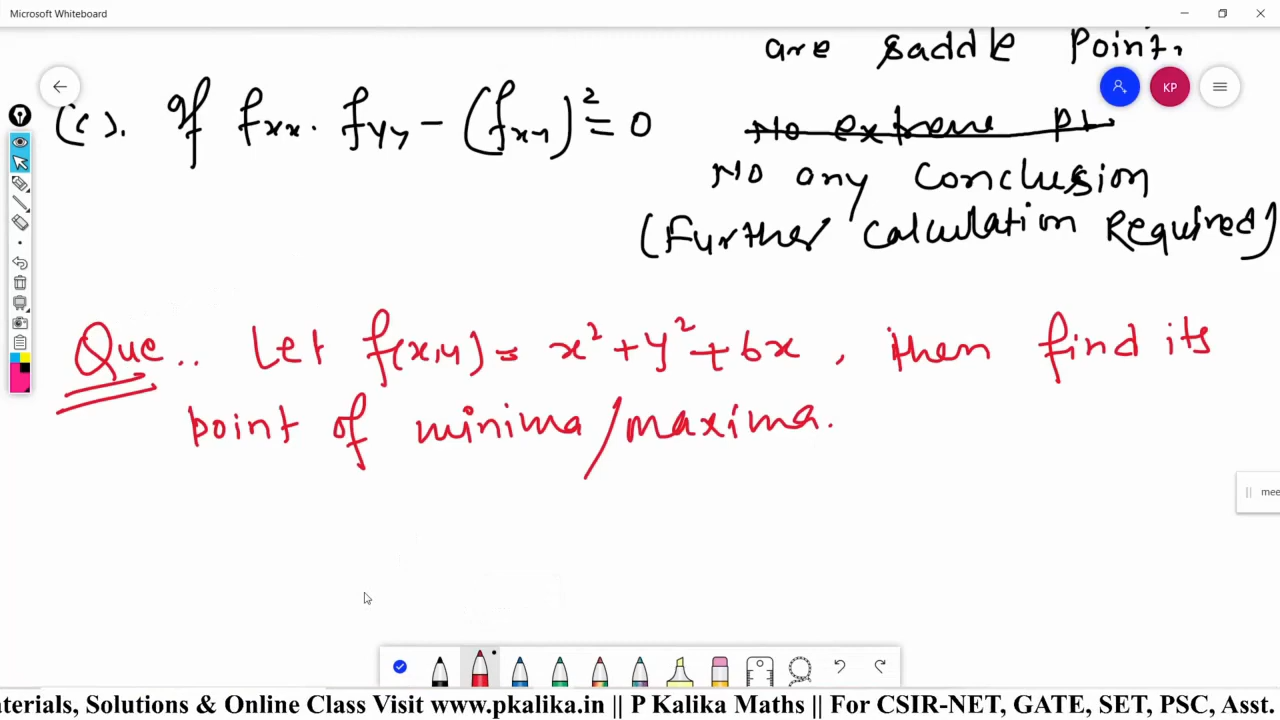 Microsoft Whiteboard
are saddle Point.
(c). If fxx. fyy - (fxy)² = 0
KP
No extreme pt
No any Conclusion
(Further Calculation Required)
Que.. Let f(x,y) = x² + y² + 6x , then find its
point of minima/maxima.
mee
aterials, Solutions & Online Class Visit www.pkalika.in || P Kalika Maths || For CSIR-NET, GATE, SET, PSC, Asst.